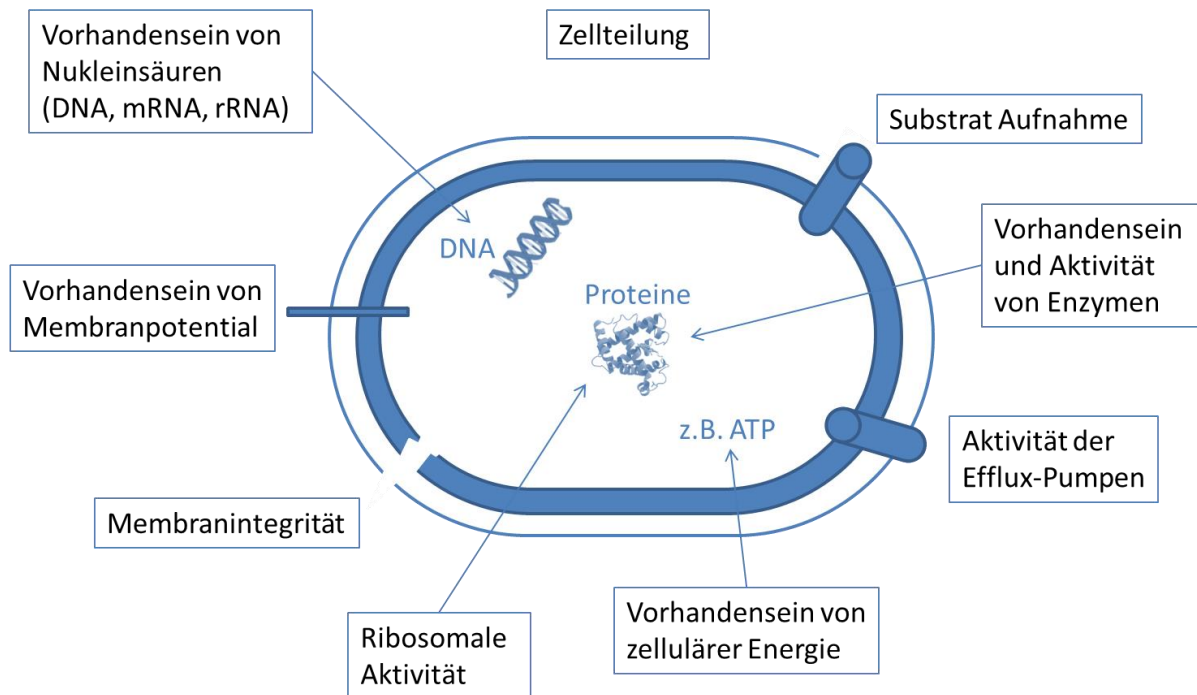 Vorhandensein von
Nukleinsäuren
(DNA, mRNA, rRNA)
Zellteilung
Substrat Aufnahme
DNA
Vorhandensein
und Aktivität
von Enzymen
Vorhandensein von
Membranpotential
Proteine
z.B. ATP
Aktivität der
Efflux-Pumpen
Membranintegrität
Ribosomale
Aktivität
Vorhandensein von
zellulärer Energie